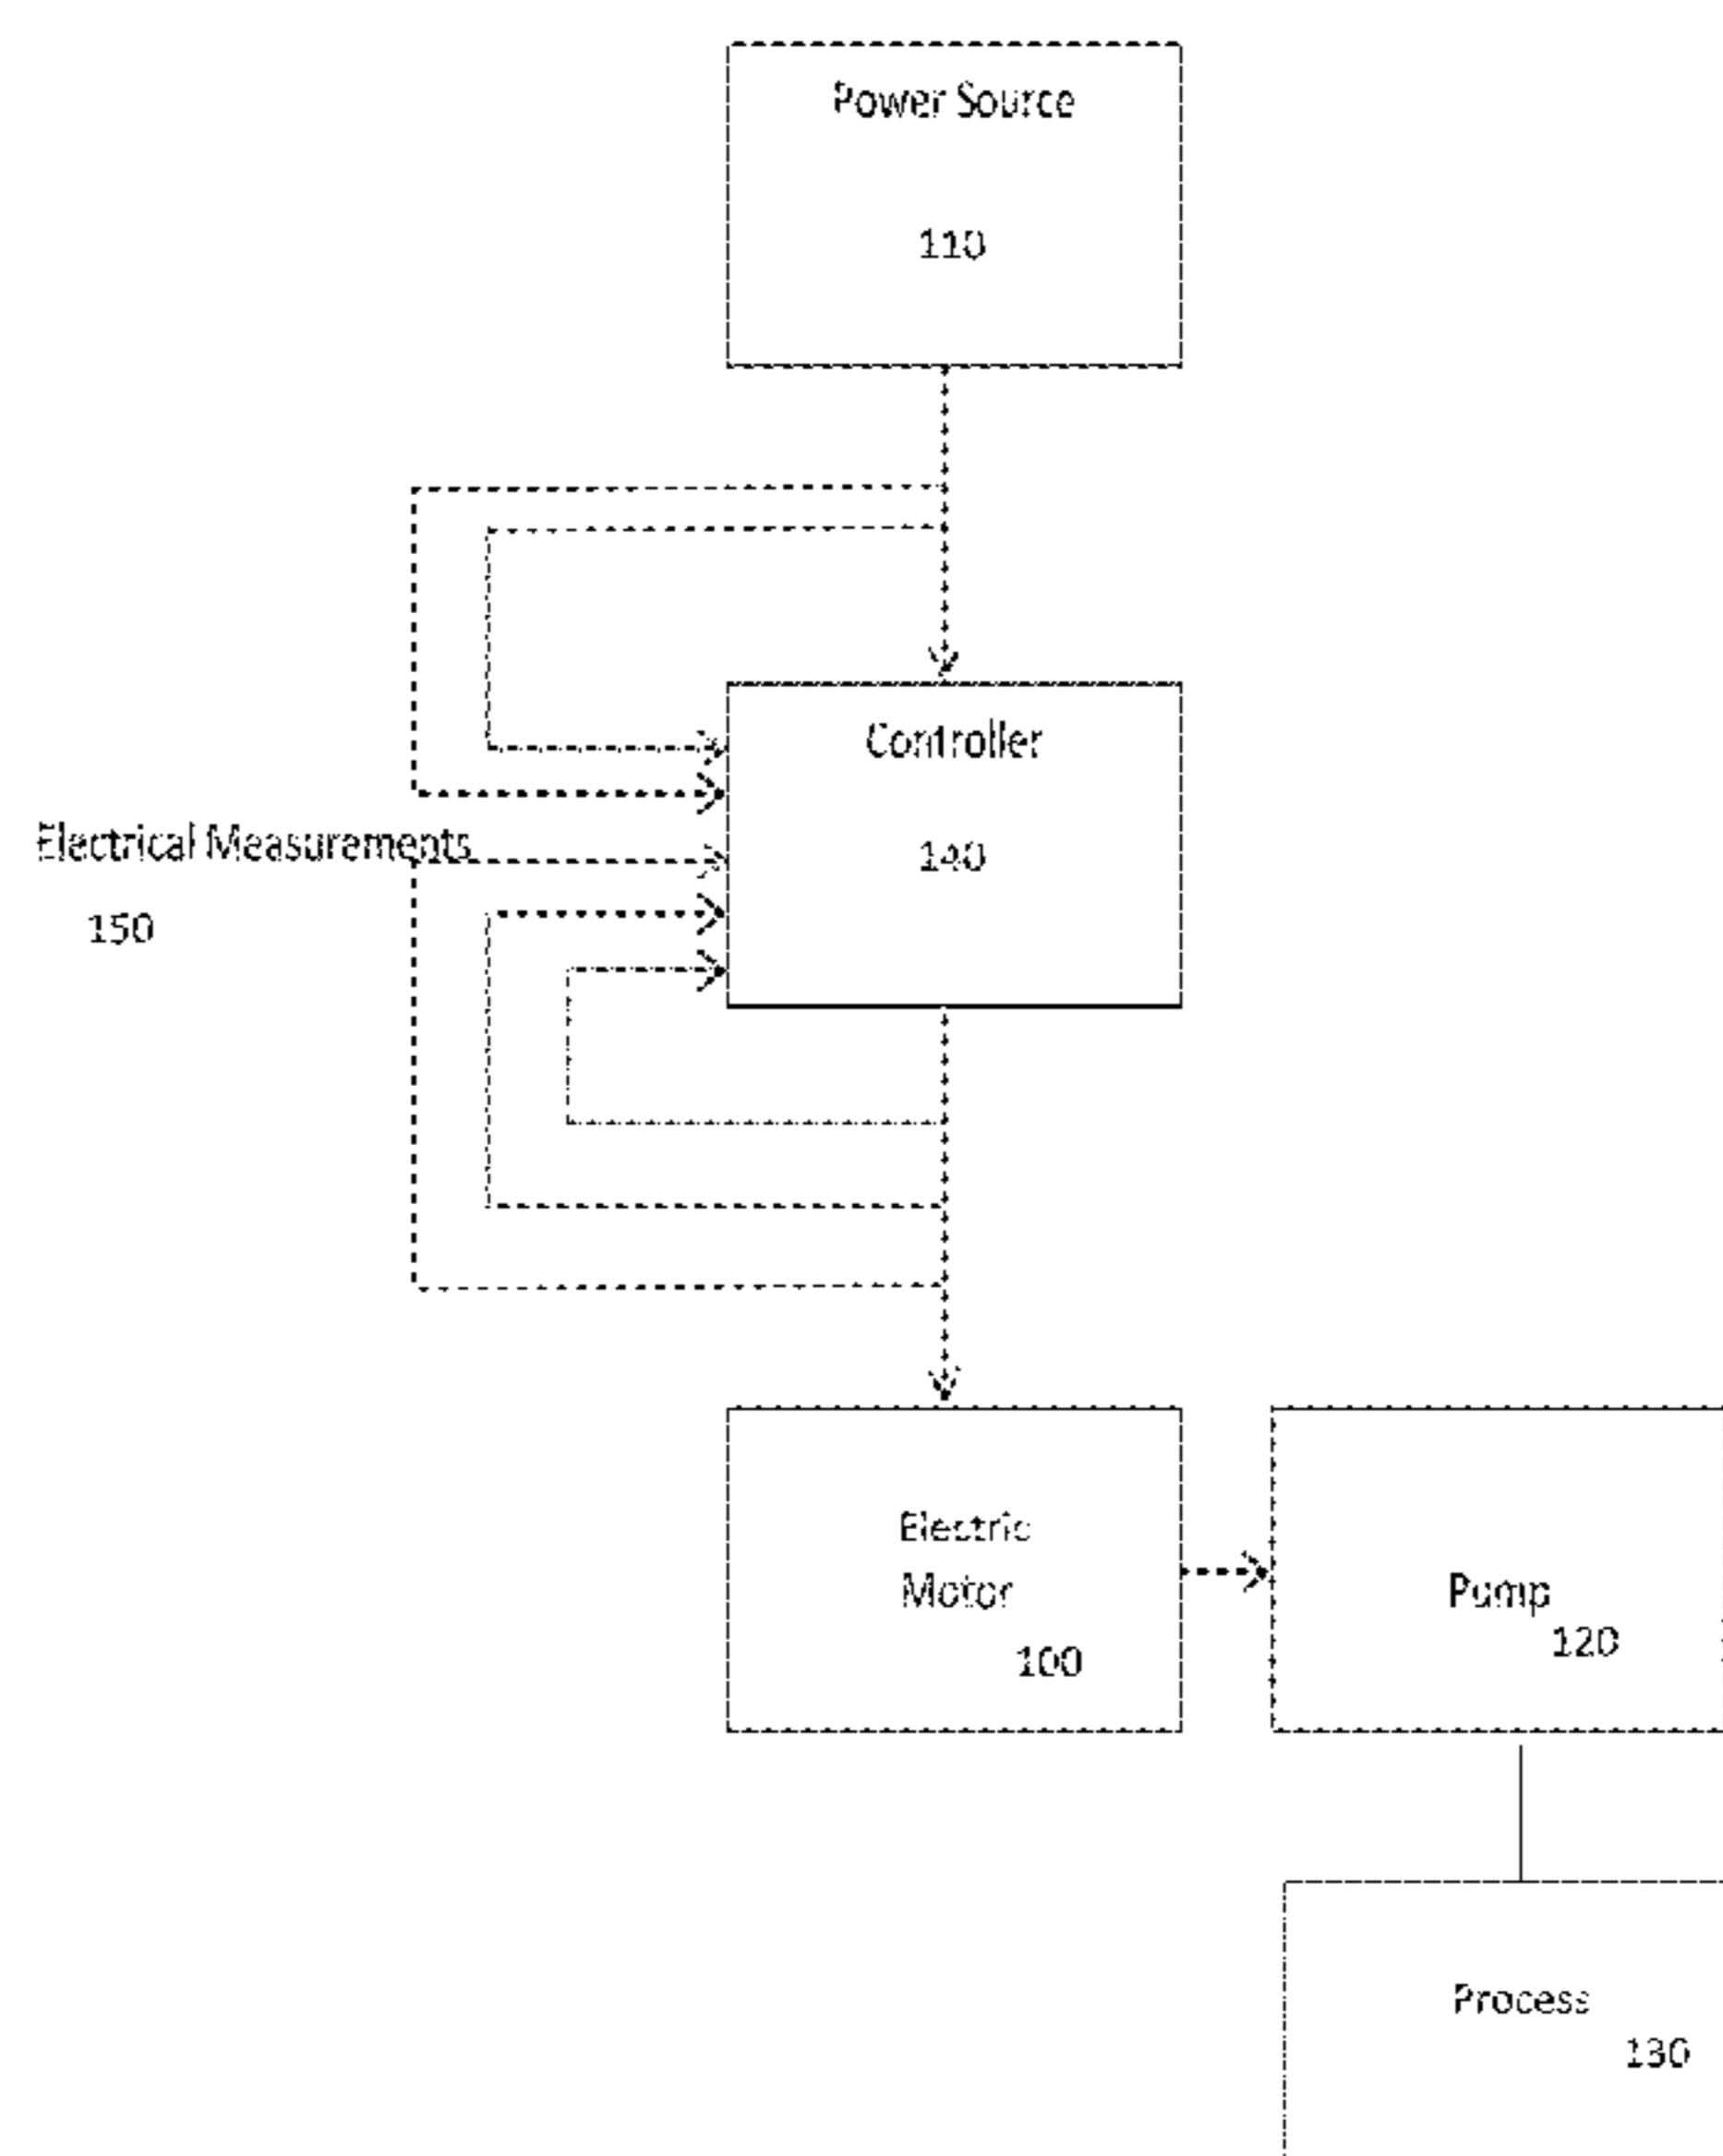 Power Source
110
Controller
140
Electrical Measurements
150
Electric
Motor
100
Pump
120
Process
130